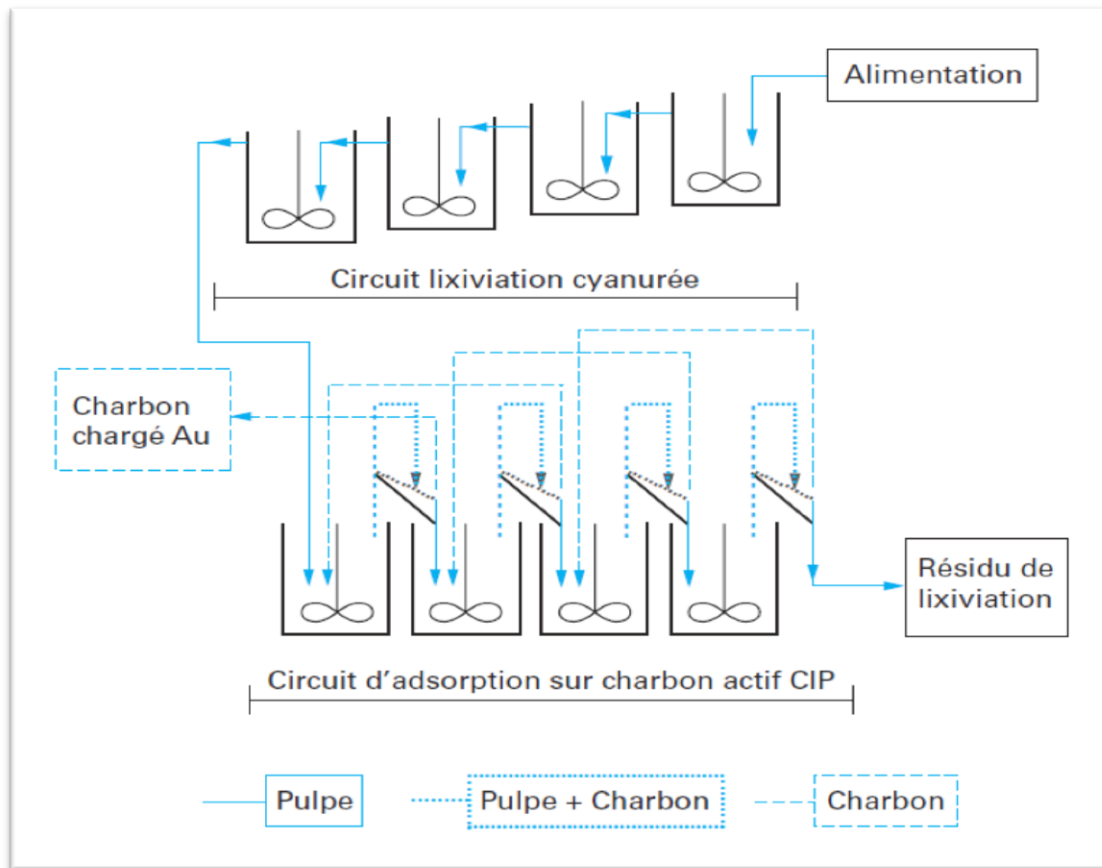 Alimentation
Circuit lixiviation cyanurée
Charbon
chargé Au
Résidu de
lixiviation
Circuit d'adsorption sur charbon actif CIP
Pulpe
Pulpe + Charbon
Charbon